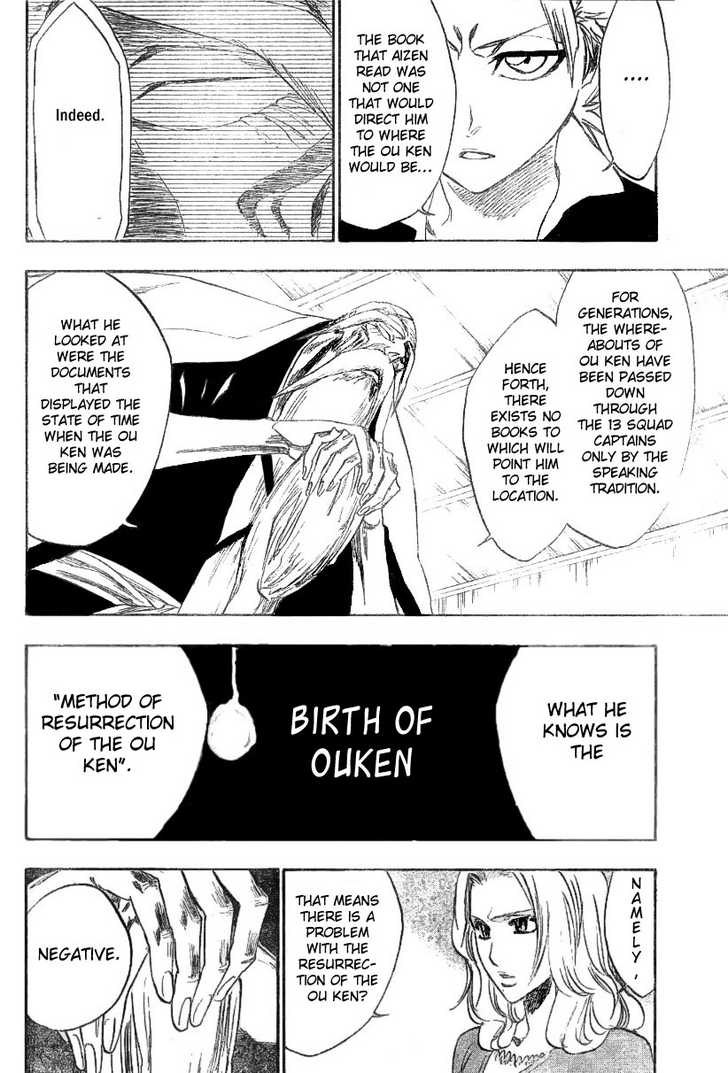 ....
THE BOOK
THAT AIZEN
READ WAS
NOT ONE
THAT WOULD
DIRECT HIM
TO WHERE
THE OU KEN
WOULD BE...
Indeed.
FOR
GENERATIONS,
THE WHERE-
ABOUTS OF
OU KEN HAVE
BEEN PASSED
DOWN
THROUGH
THE 13 SQUAD
CAPTAINS
ONLY BY THE
SPEAKING
TRADITION.
HENCE
FORTH,
THERE
EXISTS NO
BOOKS TO
WHICH WILL
POINT HIM
TO THE
LOCATION.
WHAT HE
LOOKED AT
WERE THE
DOCUMENTS
THAT
DISPLAYED THE
STATE OF TIME
WHEN THE OU
KEN WAS
BEING MADE.
WHAT HE
KNOWS IS
THE
BIRTH OF
OUKEN
"METHOD OF
RESURRECTION
OF THE OU
KEN".
NAMELY,
THAT MEANS
THERE IS A
PROBLEM
WITH THE
RESURREC-
TION OF THE
OU KEN?
NEGATIVE.